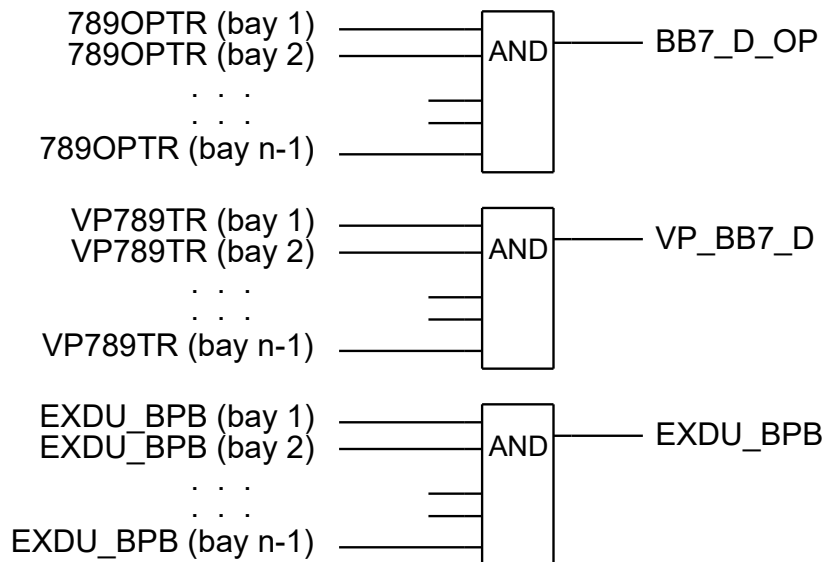 789OPTR (bay 1)
789OPTR (bay 2)
. . .
. . .
789OPTR (bay n-1)
AND
BB7_D_OP
VP789TR (bay 1)
VP789TR (bay 2)
. . .
. . .
VP789TR (bay n-1)
AND
VP_BB7_D
EXDU_BPB (bay 1)
EXDU_BPB (bay 2)
. . .
. . .
EXDU_BPB (bay n-1)
AND
EXDU_BPB